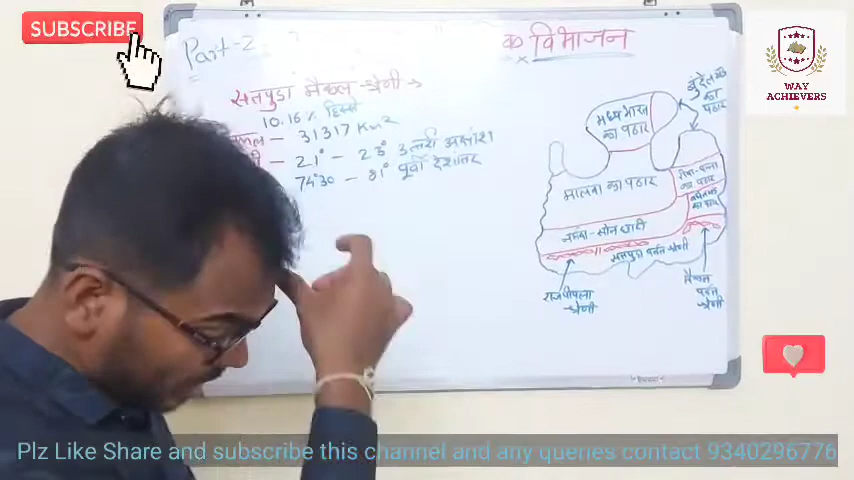 SUBSCRIBE
Part-2
का विभाजन
सतपुड़ा मैकल श्रेणी →
10.16% हिस्से
31317 Km²
21° - 23° उत्तरी अक्षांश
74°30 - 81° पूर्वी देशांतर
बुंदेलखंड
का पठार
मध्य भारत
का पठार
मालवा का पठार
रीवा-पन्ना
का पठार
बघेलखंड
का पठार
नर्मदा-सोन घाटी
सतपुड़ा पर्वत श्रेणी
राजपीपला
श्रेणी
मैकल
पर्वत
श्रेणी
WAY
ACHIEVERS
Plz Like Share and subscribe this channel and any queries contact 9340296776